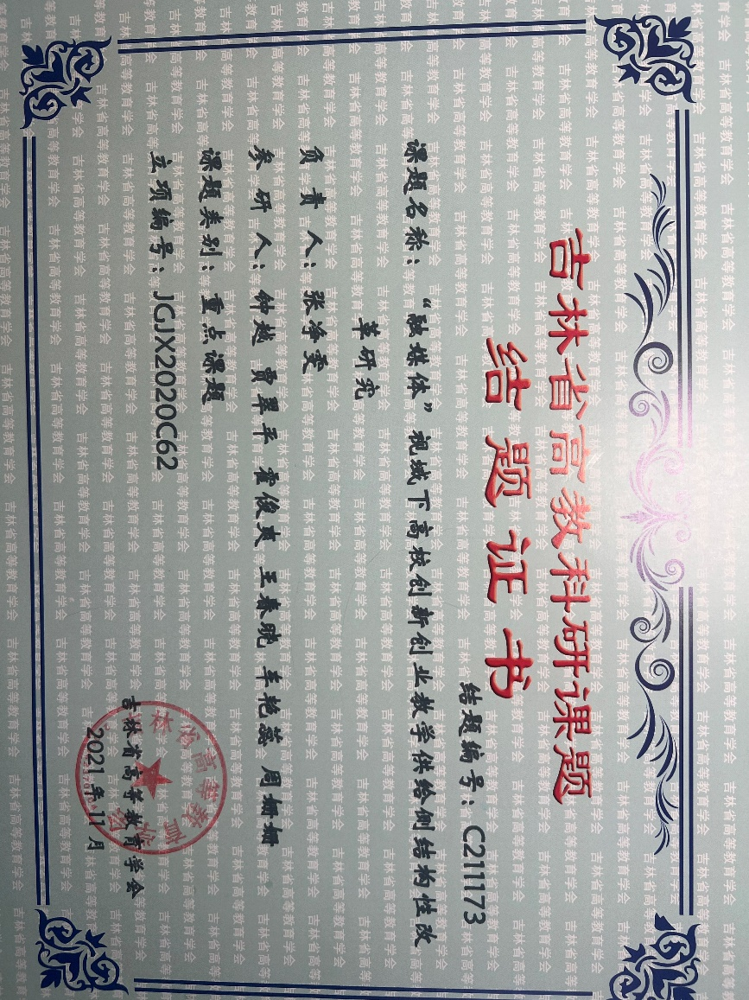 吉林省高教科研课题
结题证书
结题编号：C211173
课题名称：“融媒体”视域下高校创新创业教学供给侧结构性改
革研究
负责人：张净雯
参研人：钟越 贾翠平 霍俊爽 王春晓 车艳蕊 周姗姗
课题类别：重点课题
立项编号：JGJX2020C62
吉林省高等教育学会
2021年11月